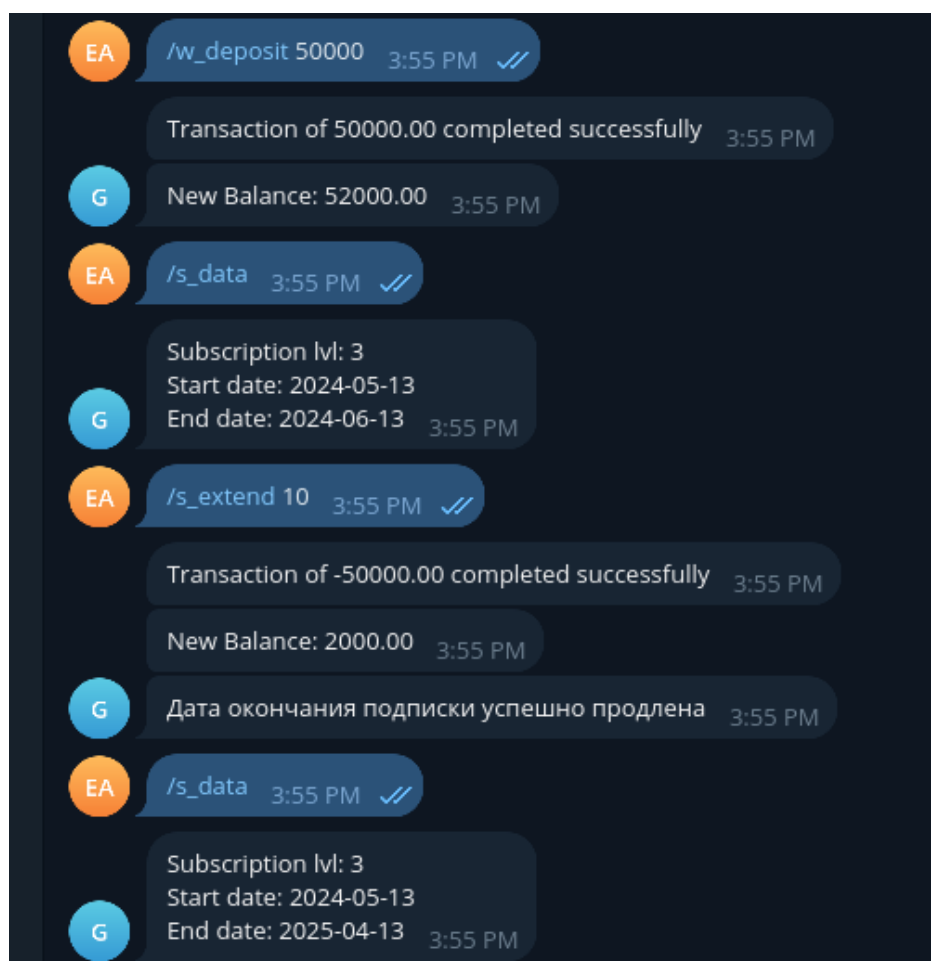 EA
/w_deposit 50000 3:55 PM
Transaction of 50000.00 completed successfully 3:55 PM
G
New Balance: 52000.00 3:55 PM
EA
/s_data 3:55 PM
Subscription lvl: 3
Start date: 2024-05-13
G
End date: 2024-06-13 3:55 PM
EA
/s_extend 10 3:55 PM
Transaction of -50000.00 completed successfully 3:55 PM
New Balance: 2000.00 3:55 PM
G
Дата окончания подписки успешно продлена 3:55 PM
EA
/s_data 3:55 PM
Subscription lvl: 3
Start date: 2024-05-13
G
End date: 2025-04-13 3:55 PM